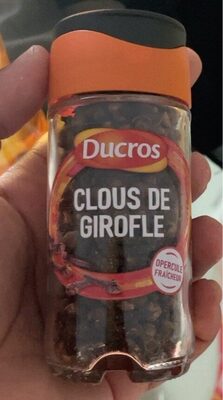 Ducros
CLOUS DE
GIROFLE
OPERCULE
FRAÎCHEUR